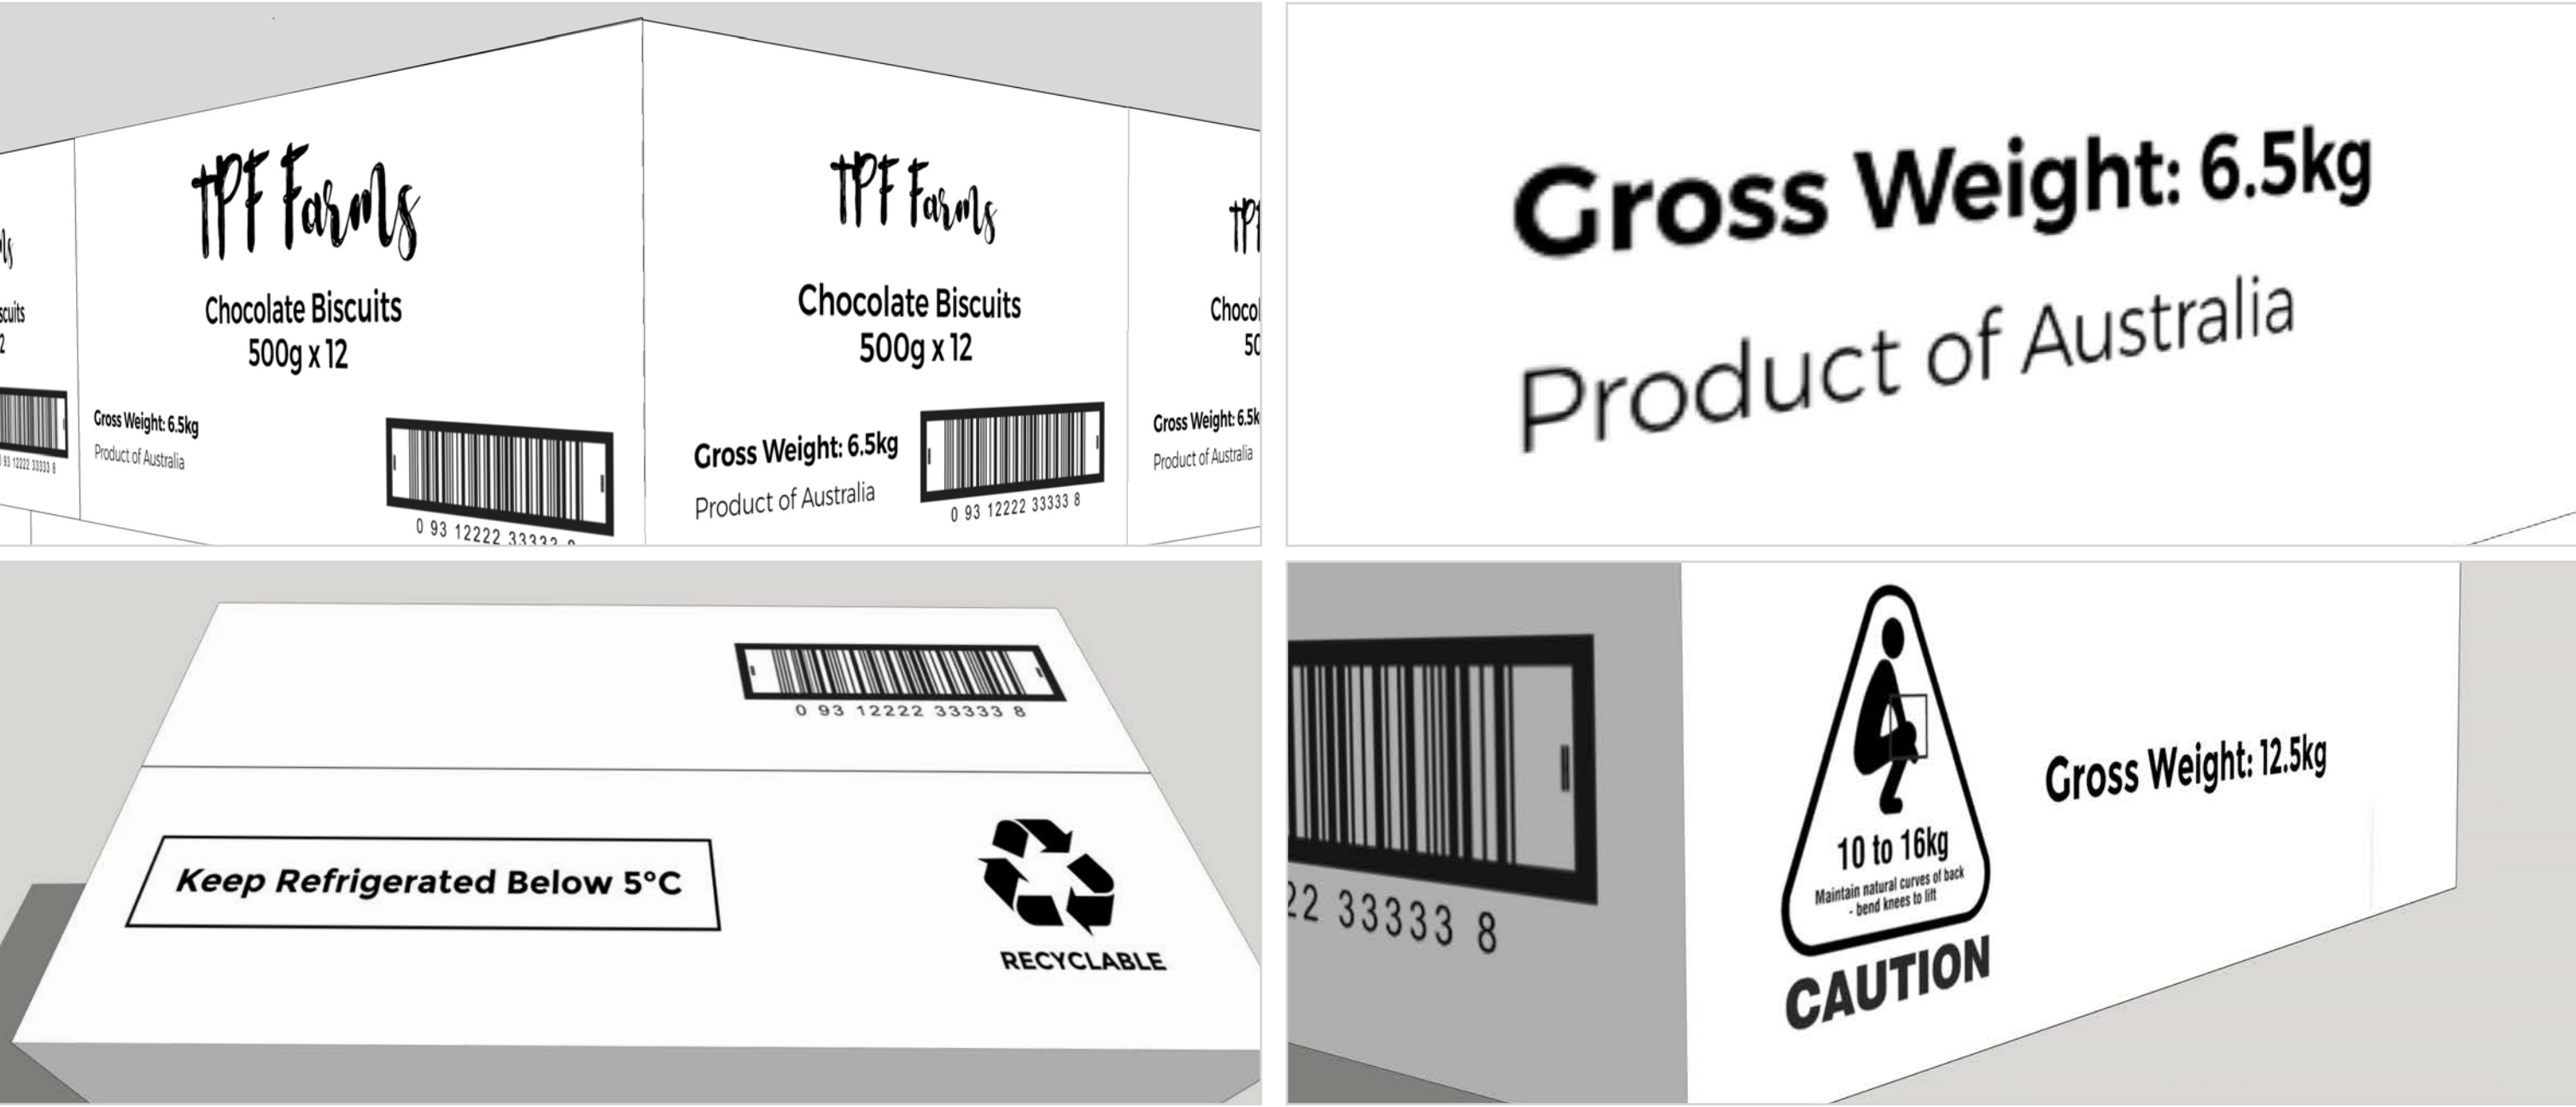 TPF Farms
Chocolate Biscuits
500g x 12
Gross Weight: 6.5kg
Product of Australia
0 93 12222 33333
TPF Farms
Chocolate Biscuits
500g x 12
Gross Weight: 6.5kg
Product of Australia
0 93 12222 33333 8
Gross Weight: 6.5k
Product of Australia
93 12222 33333 8
Gross Weight: 6.5kg
Product of Australia
0 93 12222 33333 8
Keep Refrigerated Below 5°C
RECYCLABLE
22 33333 8
10 to 16kg
Maintain natural curves of back
- bend knees to lift
CAUTION
Gross Weight: 12.5kg